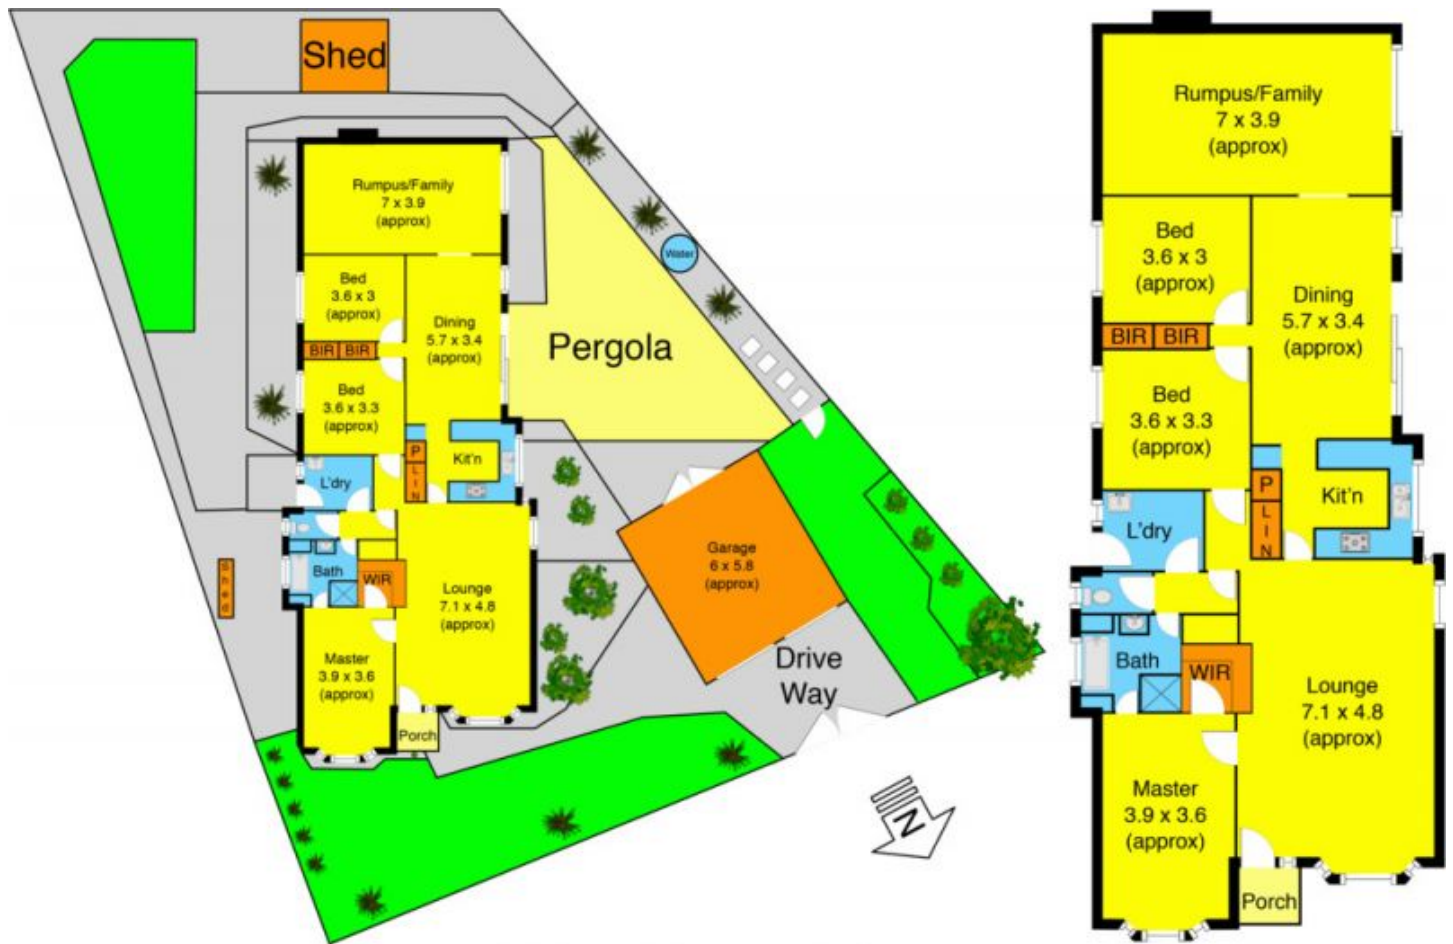 Shed
Rumpus/Family
7 x 3.9
(approx)
Water
Bed
3.6 x 3
(approx)
Dining
5.7 x 3.4
(approx)
Pergola
BIR BIR
Bed
3.6 x 3.3
(approx)
P
LIN
Kit'n
L'dry
Garage
6 x 5.8
(approx)
Shed
Bath
WIR
Lounge
7.1 x 4.8
(approx)
Master
3.9 x 3.6
(approx)
Drive
Way
Porch
N
Rumpus/Family
7 x 3.9
(approx)
Bed
3.6 x 3
(approx)
Dining
5.7 x 3.4
(approx)
BIR BIR
Bed
3.6 x 3.3
(approx)
P
LIN
Kit'n
L'dry
Bath
WIR
Lounge
7.1 x 4.8
(approx)
Master
3.9 x 3.6
(approx)
Porch